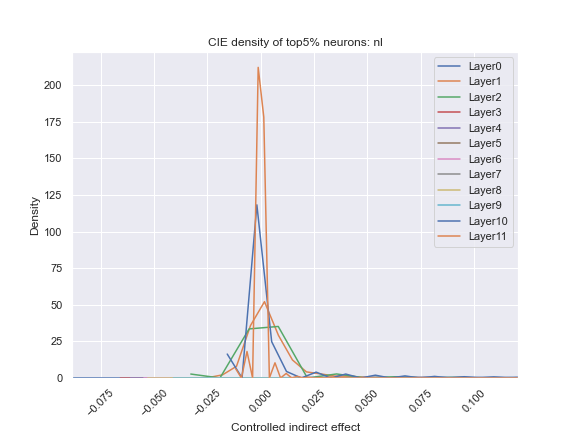 CIE density of top5% neurons: nl
Layer0
Layer1
Layer2
Layer3
Layer4
Layer5
Layer6
Layer7
Layer8
Layer9
Layer10
Layer11
200
175
150
125
100
75
50
25
0
Density
−0.075
−0.050
−0.025
0.000
0.025
0.050
0.075
0.100
Controlled indirect effect